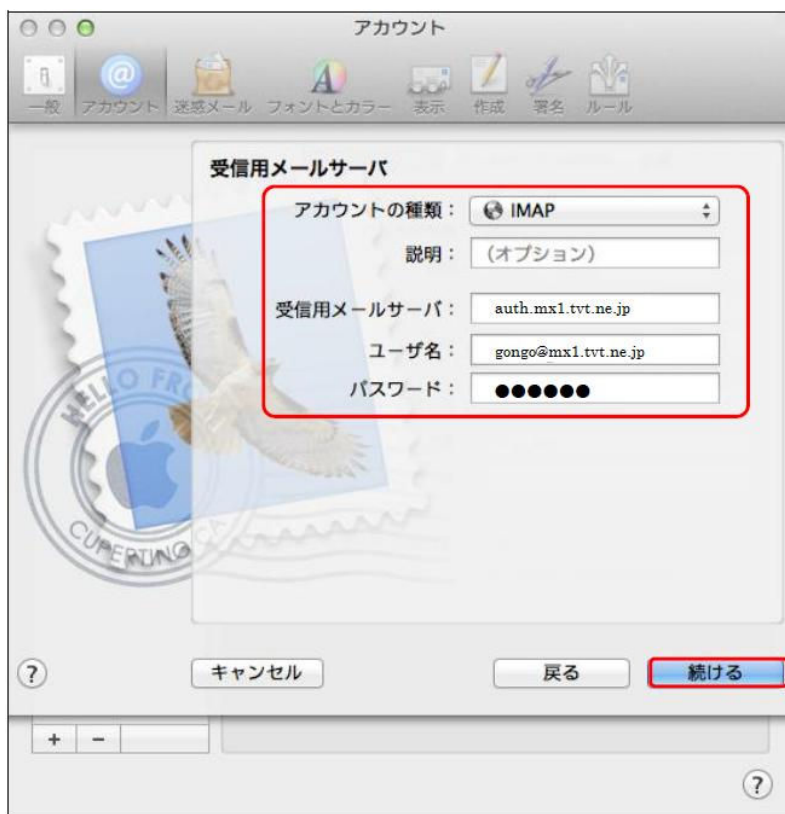 アカウント
一般 アカウント 迷惑メール フォントとカラー 表示 作成 署名 ルール
受信用メールサーバ
アカウントの種類： IMAP
説明： (オプション)
受信用メールサーバ： auth.mx1.tvt.ne.jp
ユーザ名： gongo@mx1.tvt.ne.jp
パスワード： ●●●●●●
HELLO FRO
CUPERTINO CA
? キャンセル 戻る 続ける
+ −
?